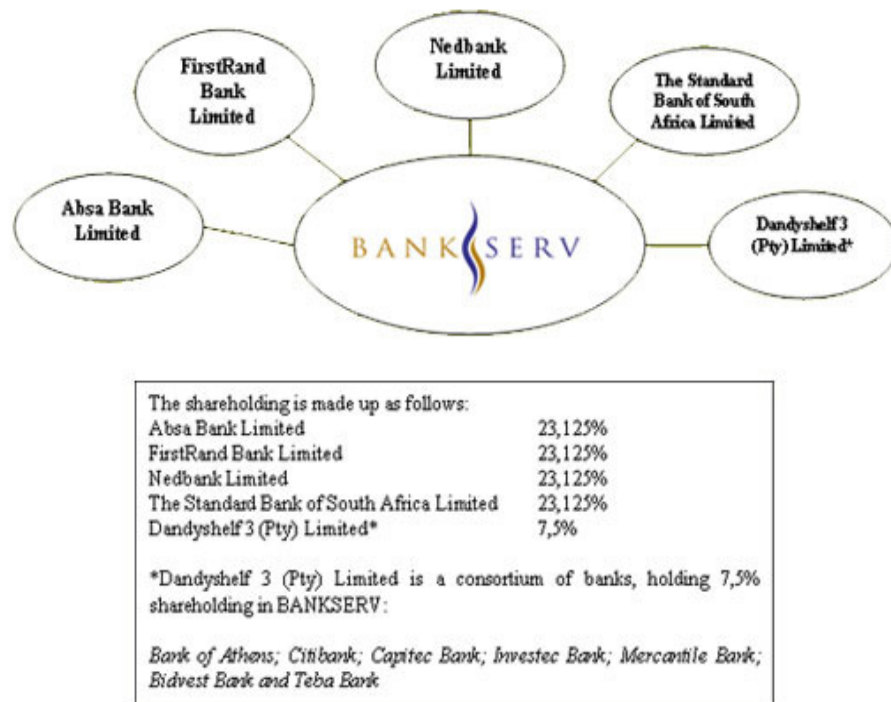 Nedbank
Limited
FirstRand
Bank
Limited
The Standard
Bank of South
Africa Limited
Absa Bank
Limited
BANKSERV
Dandyshelf 3
(Pty) Limited*
The shareholding is made up as follows:
Absa Bank Limited 23,125%
FirstRand Bank Limited 23,125%
Nedbank Limited 23,125%
The Standard Bank of South Africa Limited 23,125%
Dandyshelf 3 (Pty) Limited* 7,5%
*Dandyshelf 3 (Pty) Limited is a consortium of banks, holding 7,5%
shareholding in BANKSERV:
Bank of Athens; Citibank; Capitec Bank; Investec Bank; Mercantile Bank;
Bidvest Bank and Teba Bank